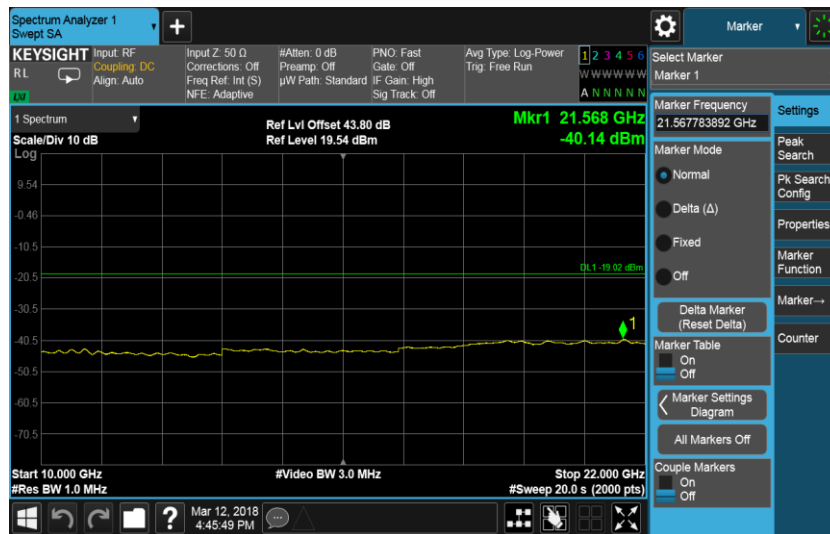 Spectrum Analyzer 1
Swept SA
Marker
KEYSIGHT
RL
LXI
Input: RF
Coupling: DC
Align: Auto
Input Z: 50 Ω
Corrections: Off
Freq Ref: Int (S)
NFE: Adaptive
#Atten: 0 dB
Preamp: Off
µW Path: Standard
PNO: Fast
Gate: Off
IF Gain: High
Sig Track: Off
Avg Type: Log-Power
Trig: Free Run
1 2 3 4 5 6
W W W W W W
A N N N N N
Select Marker
Marker 1
1 Spectrum
Scale/Div 10 dB
Log
Ref Lvl Offset 43.80 dB
Ref Level 19.54 dBm
Mkr1 21.568 GHz
-40.14 dBm
9.54
-0.46
-10.5
-20.5
-30.5
-40.5
-50.5
-60.5
-70.5
DL1 -19.02 dBm
1
Start 10.000 GHz
#Res BW 1.0 MHz
#Video BW 3.0 MHz
Stop 22.000 GHz
#Sweep 20.0 s (2000 pts)
Marker Frequency
21.567783892 GHz
Marker Mode
Normal
Delta (Δ)
Fixed
Off
Delta Marker
(Reset Delta)
Marker Table
On
Off
Marker Settings
Diagram
All Markers Off
Couple Markers
On
Off
Settings
Peak
Search
Pk Search
Config
Properties
Marker
Function
Marker→
Counter
?
Mar 12, 2018
4:45:49 PM